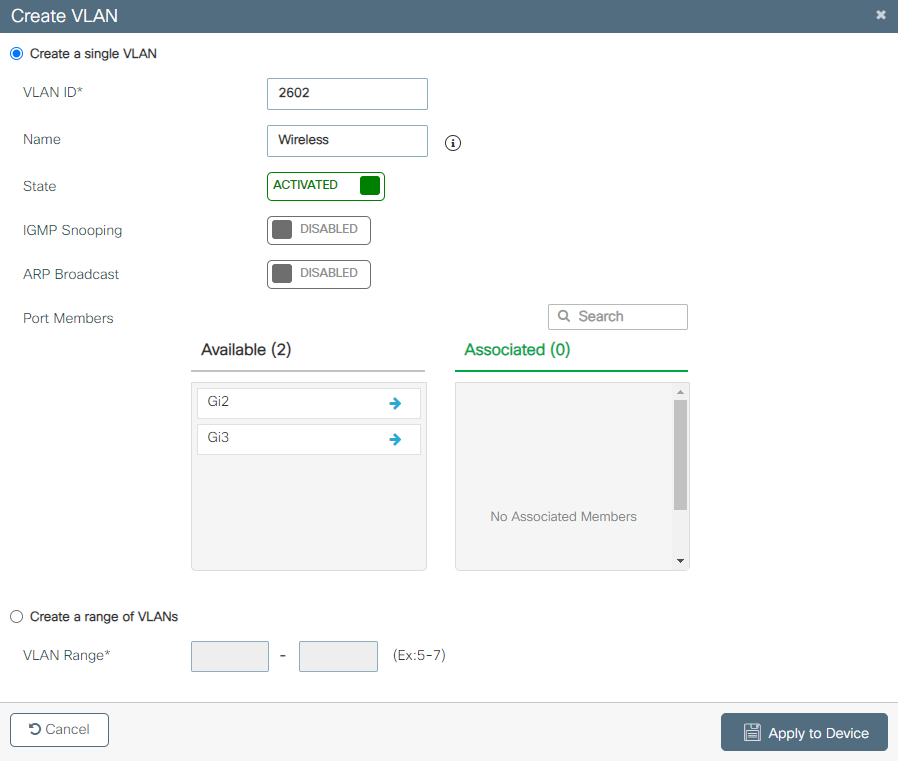 Create VLAN
Create a single VLAN
VLAN ID* 2602
Name Wireless
State ACTIVATED
IGMP Snooping DISABLED
ARP Broadcast DISABLED
Port Members Search
Available (2) Associated (0)
Gi2
Gi3
No Associated Members
Create a range of VLANs
VLAN Range* - (Ex:5-7)
Cancel Apply to Device